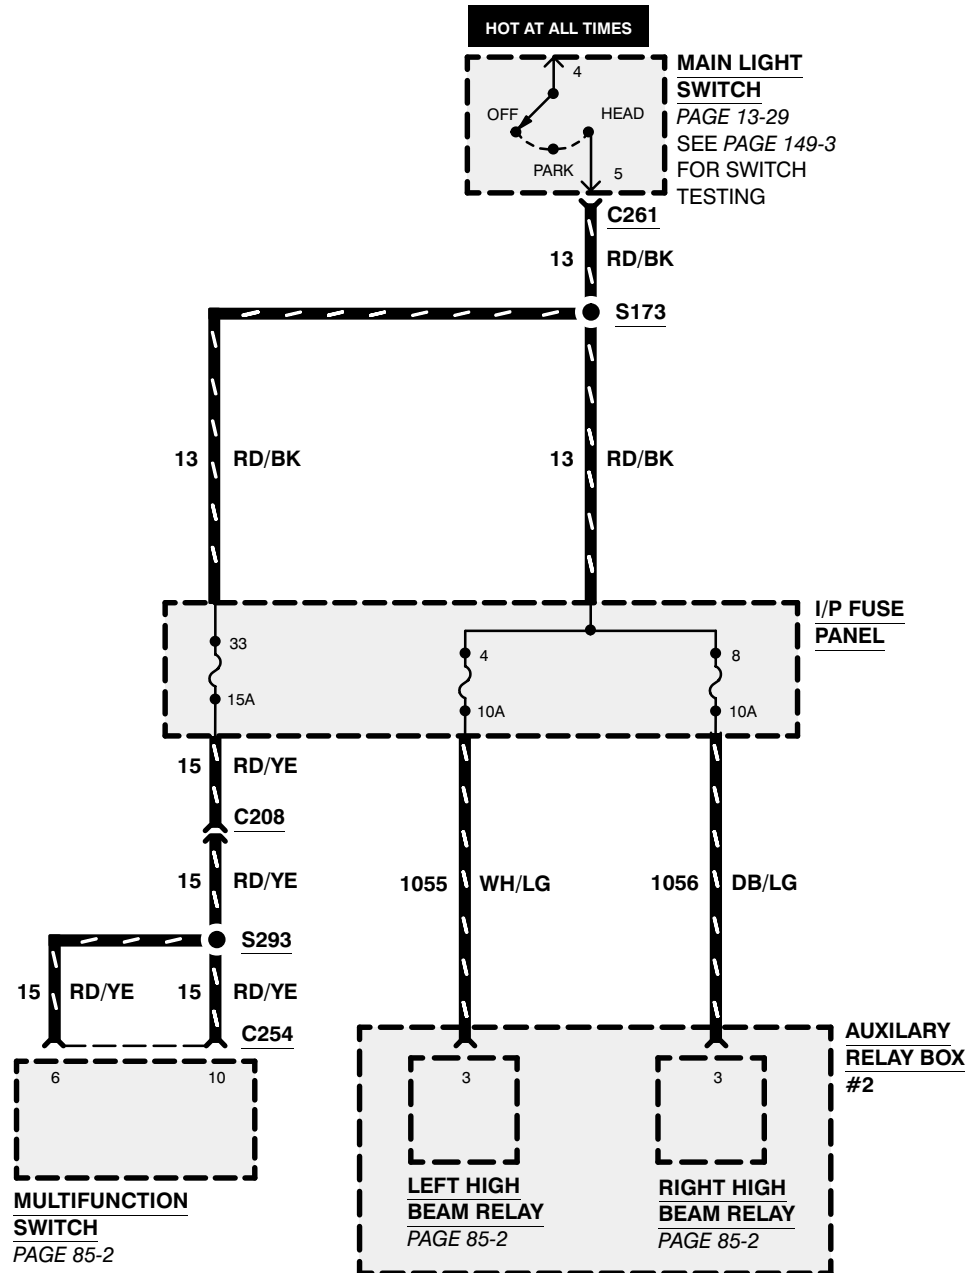 HOT AT ALL TIMES
4
MAIN LIGHT
SWITCH
PAGE 13-29
SEE PAGE 149-3
FOR SWITCH
TESTING
OFF
HEAD
PARK
5
C261
13 RD/BK
S173
13 RD/BK
13 RD/BK
I/P FUSE
PANEL
33
15A
4
10A
8
10A
15 RD/YE
C208
15 RD/YE
1055 WH/LG
1056 DB/LG
S293
15 RD/YE
15 RD/YE
C254
AUXILARY
RELAY BOX
#2
6
10
3
3
MULTIFUNCTION
SWITCH
PAGE 85-2
LEFT HIGH
BEAM RELAY
PAGE 85-2
RIGHT HIGH
BEAM RELAY
PAGE 85-2